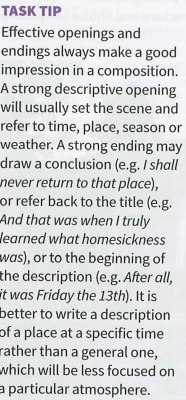 TASK TIP
Effective openings and
endings always make a good
impression in a composition.
A strong descriptive opening
will usually set the scene and
refer to time, place, season or
weather. A strong ending may
draw a conclusion (e.g. I shall
never return to that place),
or refer back to the title (e.g.
And that was when I truly
learned what homesickness
was), or to the beginning of
the description (e.g. After all,
it was Friday the 13th). It is
better to write a description
of a place at a specific time
rather than a general one,
which will be less focused on
a particular atmosphere.